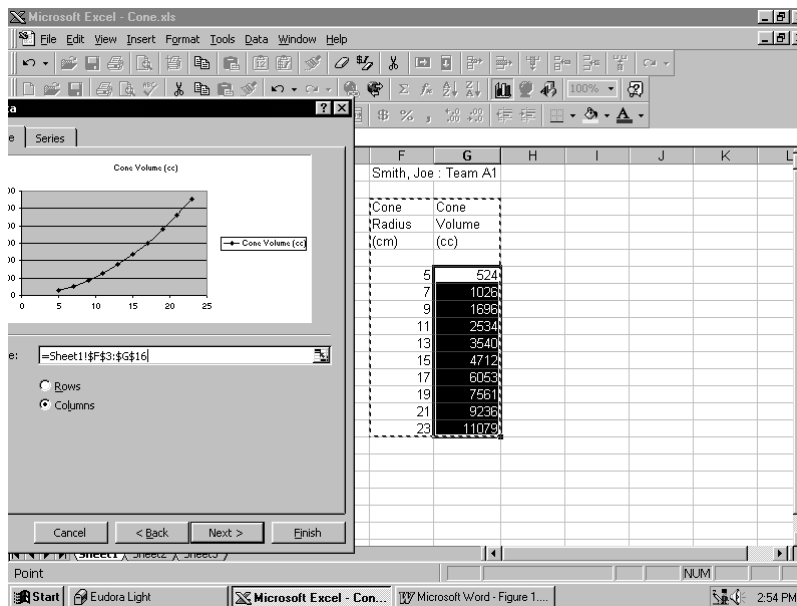 Microsoft Excel - Cone.xls
File Edit View Insert Format Tools Data Window Help
100%
$ % ,
Series
Cone Volume (cc)
0
0 5 10 15 20 25
Cone Volume (cc)
=Sheet1!$F$3:$G$16
Rows
Columns
Cancel < Back Next > Finish
F G H I J K L
Smith, Joe : Team A1
Cone Cone
Radius Volume
(cm) (cc)
5 524
7 1026
9 1696
11 2534
13 3540
15 4712
17 6053
19 7561
21 9236
23 11079
Sheet1 Sheet2 Sheet3
Point NUM
Start Eudora Light Microsoft Excel - Con... Microsoft Word - Figure 1.... 2:54 PM